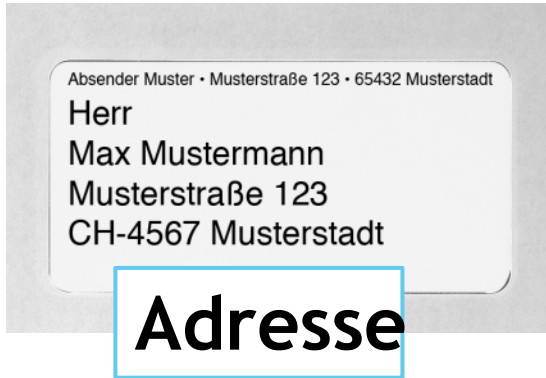 Absender Muster • Musterstraße 123 • 65432 Musterstadt
Herr
Max Mustermann
Musterstraße 123
CH-4567 Musterstadt
Adresse